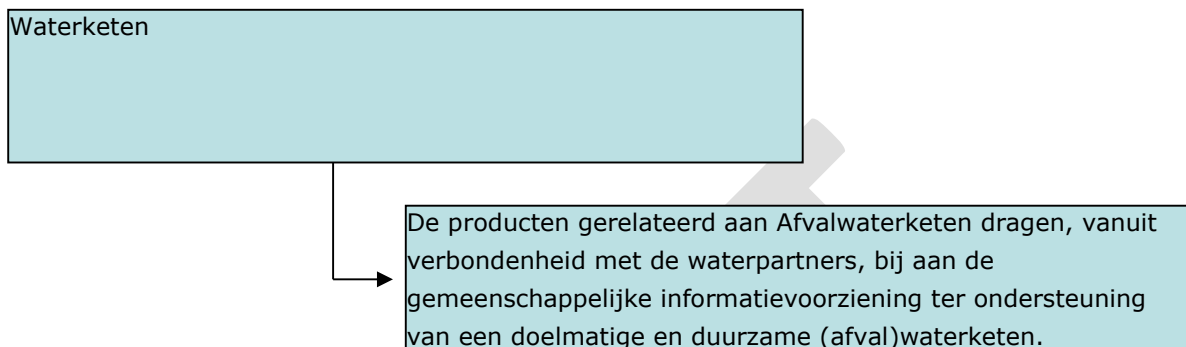 Waterketen
De producten gerelateerd aan Afvalwaterketen dragen, vanuit
verbondenheid met de waterpartners, bij aan de
gemeenschappelijke informatievoorziening ter ondersteuning
van een doelmatige en duurzame (afval)waterketen.